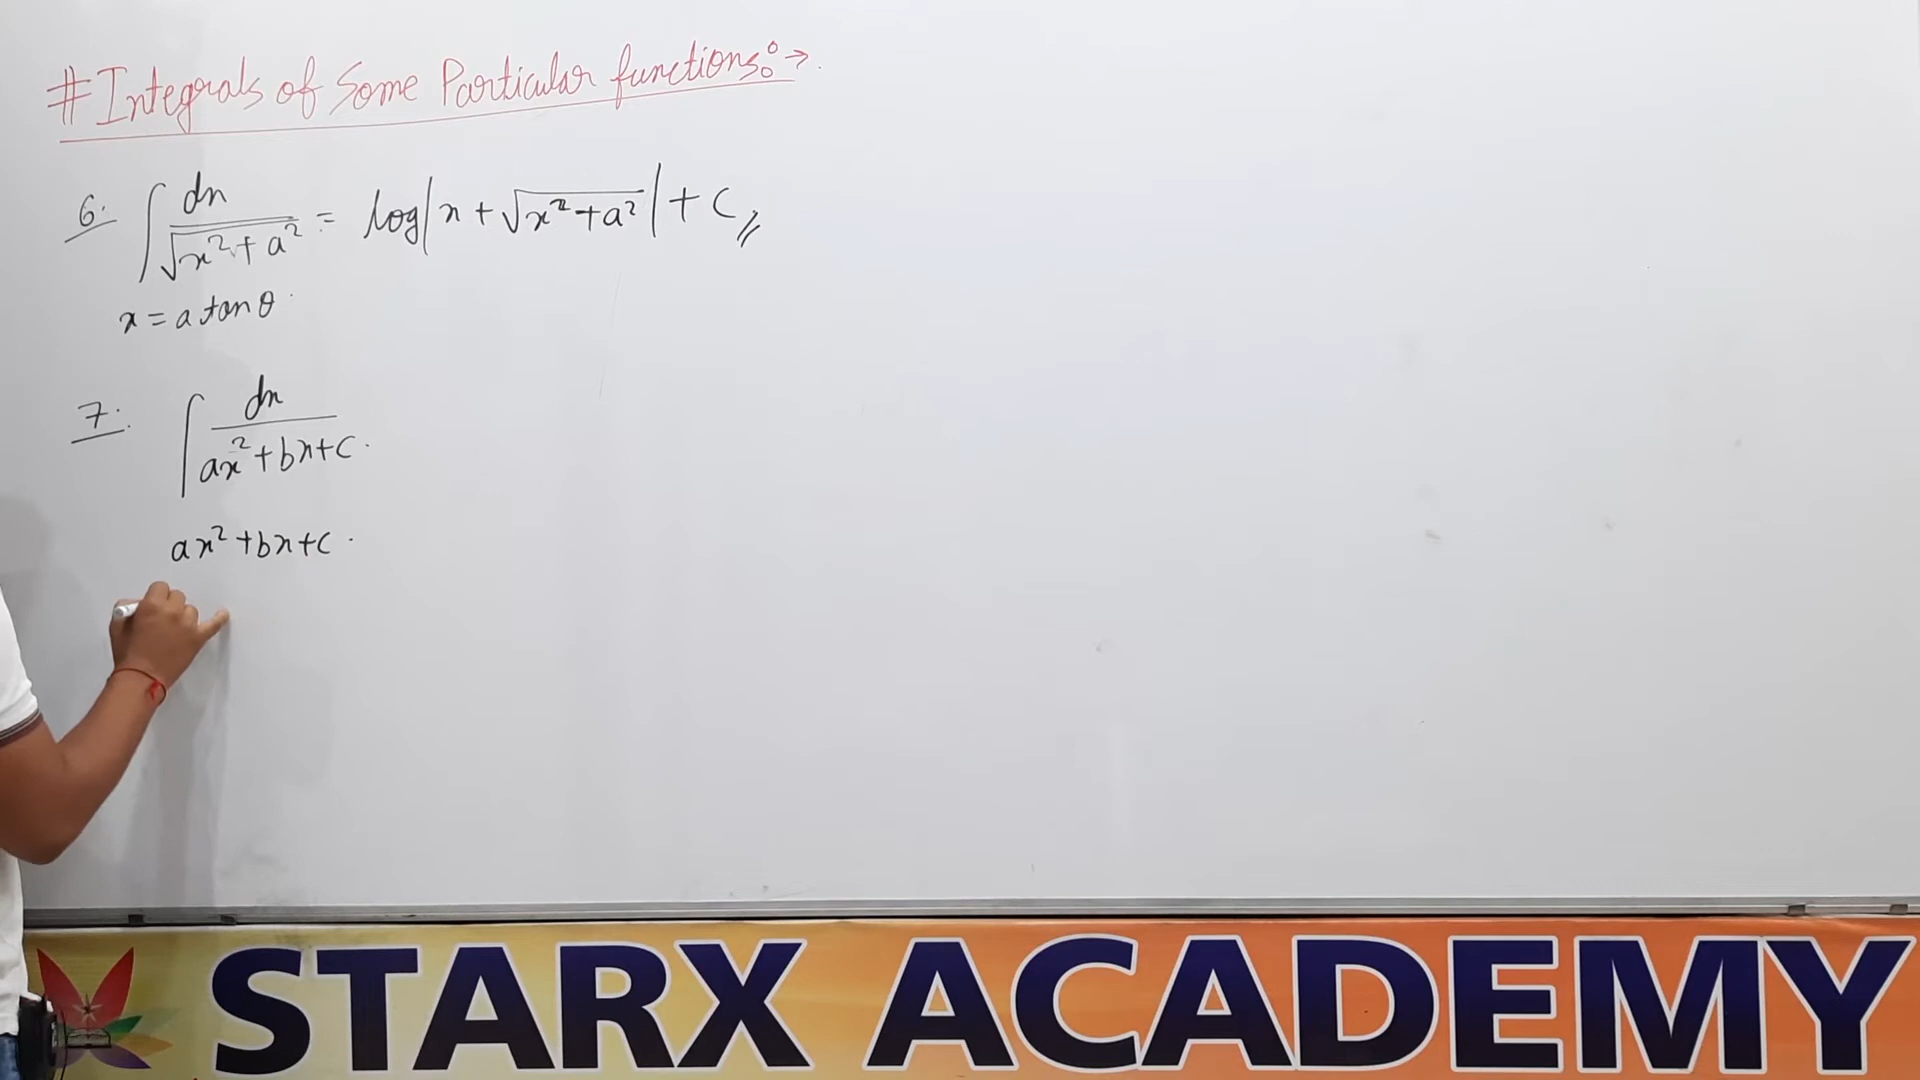 # Integrals of Some Particular functions:→
6. ∫ dx / √(x² + a²) = log|x + √(x² + a²)| + C
x = a tan θ
7. ∫ dx / (ax² + bx + c)
ax² + bx + c
STARX ACADEMY